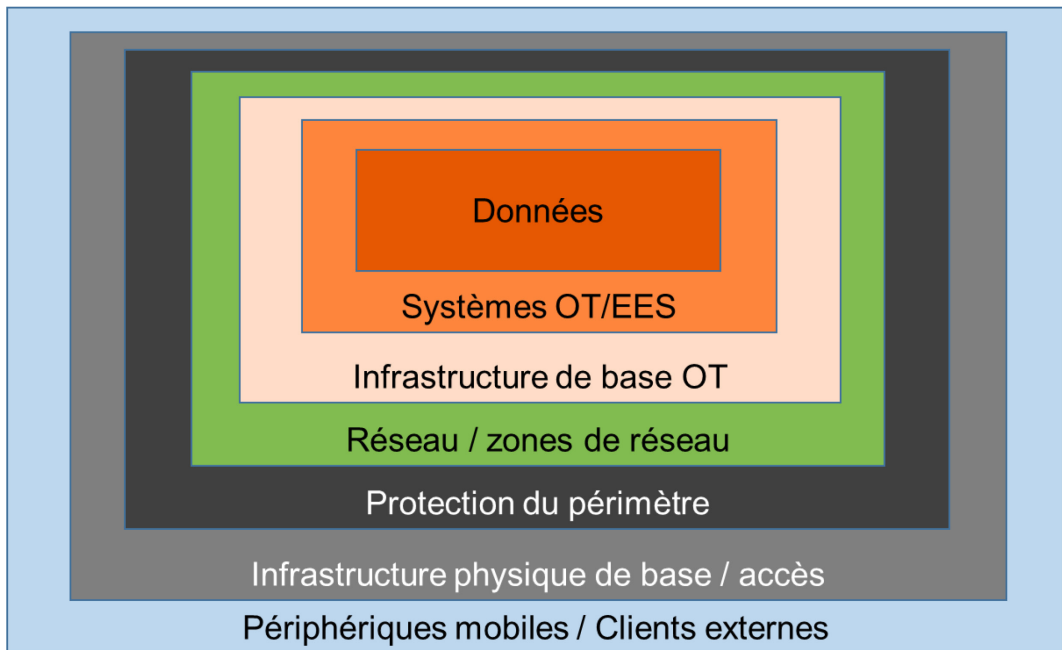 Données
Systèmes OT/EES
Infrastructure de base OT
Réseau / zones de réseau
Protection du périmètre
Infrastructure physique de base / accès
Périphériques mobiles / Clients externes